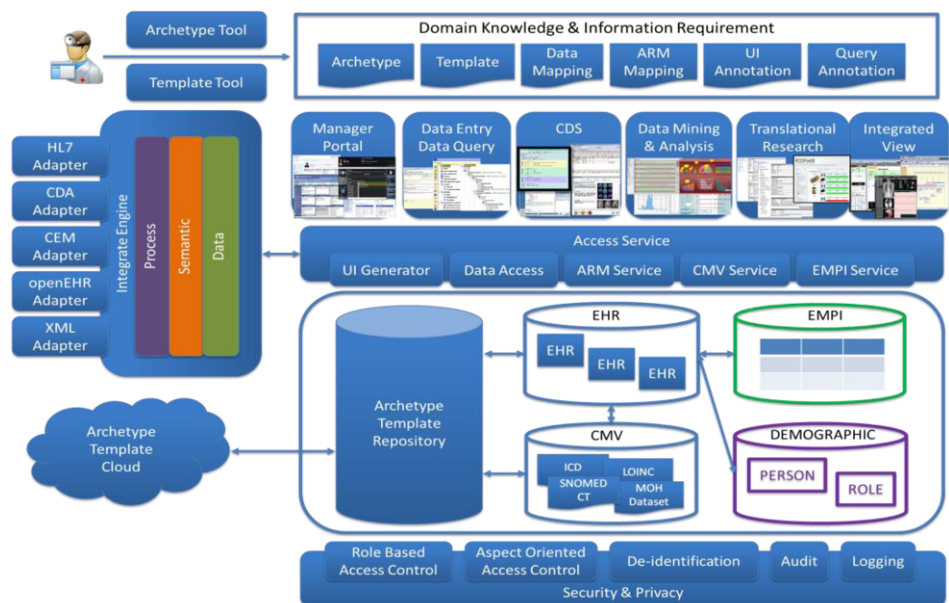 Archetype Tool
Template Tool
Domain Knowledge & Information Requirement
Archetype
Template
Data
Mapping
ARM
Mapping
UI
Annotation
Query
Annotation
HL7
Adapter
CDA
Adapter
CEM
Adapter
openEHR
Adapter
XML
Adapter
Integrate Engine
Process
Semantic
Data
Manager
Portal
Data Entry
Data Query
CDS
Data Mining
& Analysis
Translational
Research
Integrated
View
Access Service
UI Generator
Data Access
ARM Service
CMV Service
EMPI Service
Archetype
Template
Cloud
Archetype
Template
Repository
EHR
EHR
EHR
EHR
EMPI
CMV
ICD
LOINC
SNOMED
CT
MOH
Dataset
DEMOGRAPHIC
PERSON
ROLE
Role Based
Access Control
Aspect Oriented
Access Control
De-identification
Audit
Logging
Security & Privacy